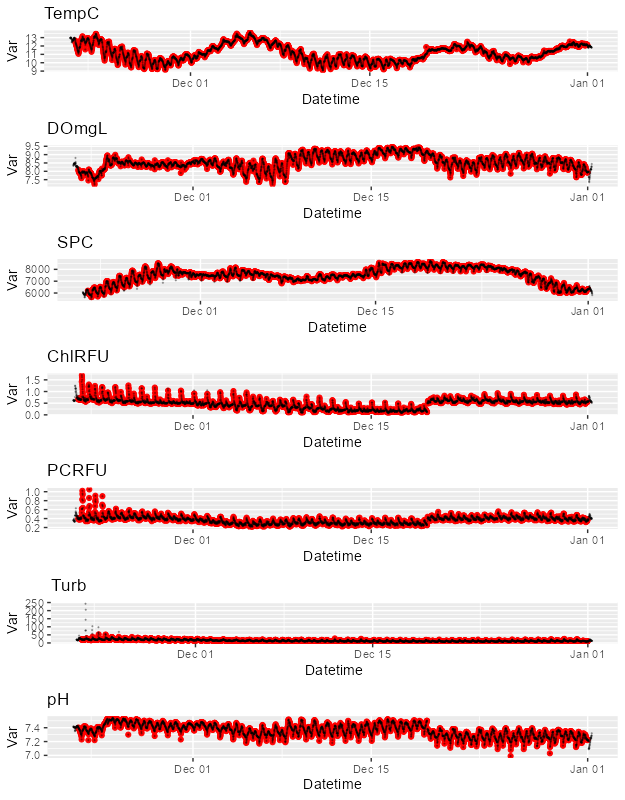 TempC
Var
13
12
11
10
9
Dec 01
Dec 15
Jan 01
Datetime
DOmgL
Var
9.5
9.0
8.5
8.0
7.5
Dec 01
Dec 15
Jan 01
Datetime
SPC
Var
8000
7000
6000
Dec 01
Dec 15
Jan 01
Datetime
ChlRFU
Var
1.5
1.0
0.5
0.0
Dec 01
Dec 15
Jan 01
Datetime
PCRFU
Var
1.0
0.8
0.6
0.4
0.2
Dec 01
Dec 15
Jan 01
Datetime
Turb
Var
250
200
150
100
50
0
Dec 01
Dec 15
Jan 01
Datetime
pH
Var
7.4
7.2
7.0
Dec 01
Dec 15
Jan 01
Datetime